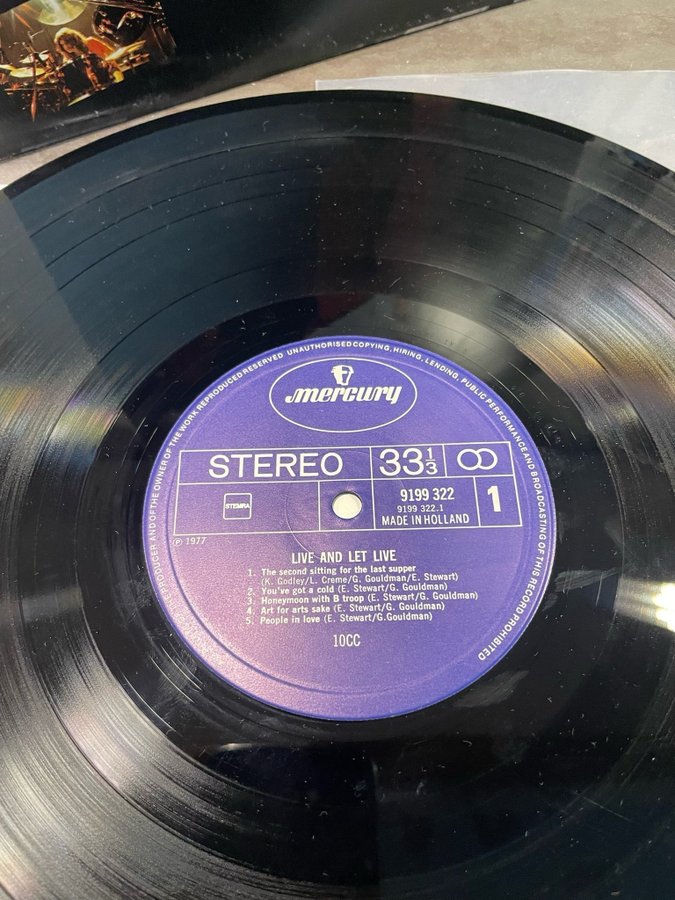 THE PRODUCER AND OF THE OWNER OF THE WORK REPRODUCED RESERVED UNAUTHORISED COPYING, HIRING, LENDING, PUBLIC PERFORMANCE AND BROADCASTING OF THIS RECORD PROHIBITED
mercury
STEREO 33 1/3
STEMRA
9199 322
9199 322.1
MADE IN HOLLAND
1
Ⓟ 1977
LIVE AND LET LIVE
1. The second sitting for the last supper
(K. Godley/L. Creme/G. Gouldman/E. Stewart)
2. You've got a cold (E. Stewart/G. Gouldman)
3. Honeymoon with B troop (E. Stewart/G. Gouldman)
4. Art for arts sake (E. Stewart/G. Gouldman)
5. People in love (E. Stewart/G.Gouldman)
10CC